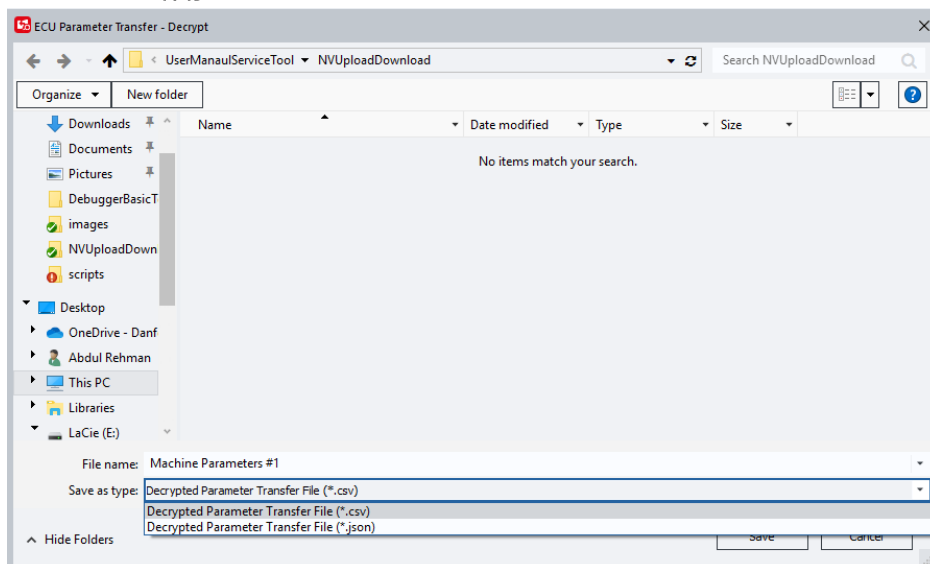 ECU Parameter Transfer - Decrypt
UserManaulServiceTool NVUploadDownload
Search NVUploadDownload
Organize New folder
Name Date modified Type Size
No items match your search.
Downloads
Documents
Pictures
DebuggerBasicT
images
NVUploadDown
scripts
Desktop
OneDrive - Danf
Abdul Rehman
This PC
Libraries
LaCie (E:)
File name: Machine Parameters #1
Save as type: Decrypted Parameter Transfer File (*.csv)
Decrypted Parameter Transfer File (*.csv)
Decrypted Parameter Transfer File (*.json)
Hide Folders
Save Cancel